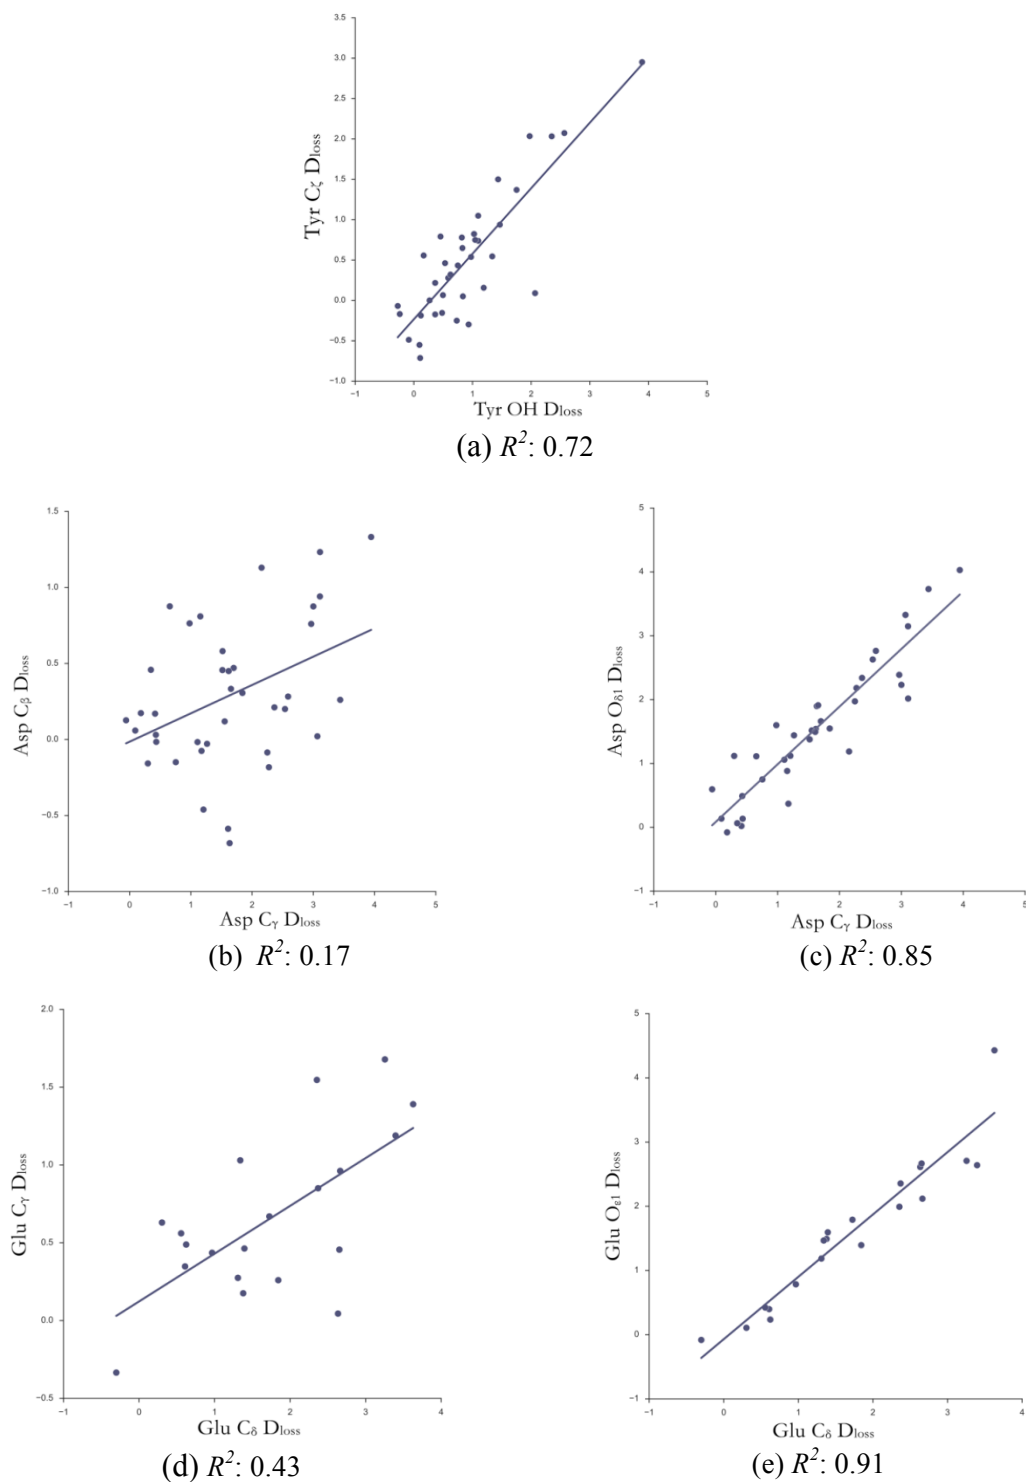 3.5
3.0
2.5
2.0
1.5
1.0
0.5
0.0
−0.5
−1.0
Tyr Cζ Dloss
−1 0 1 2 3 4 5
Tyr OH Dloss
(a) R²: 0.72
1.5
1.0
0.5
0.0
−0.5
−1.0
Asp Cβ Dloss
−1 0 1 2 3 4 5
Asp Cγ Dloss
(b) R²: 0.17
5
4
3
2
1
0
−1
Asp Oδ1 Dloss
−1 0 1 2 3 4 5
Asp Cγ Dloss
(c) R²: 0.85
2.0
1.5
1.0
0.5
0.0
−0.5
Glu Cγ Dloss
−1 0 1 2 3 4
Glu Cδ Dloss
(d) R²: 0.43
5
4
3
2
1
0
−1
Glu Oε1 Dloss
−1 0 1 2 3 4
Glu Cδ Dloss
(e) R²: 0.91